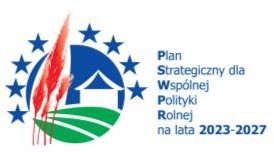 Plan
Strategiczny dla
Wspólnej
Polityki
Rolnej
na lata 2023-2027